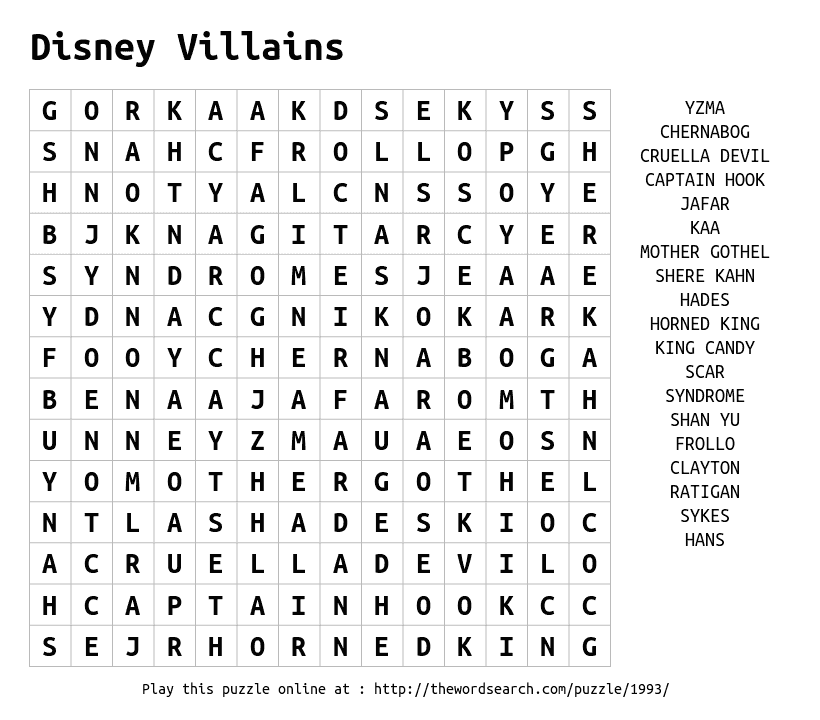 Disney Villains
G O R K A A K D S E K Y S S
S N A H C F R O L L O P G H
H N O T Y A L C N S S O Y E
B J K N A G I T A R C Y E R
S Y N D R O M E S J E A A E
Y D N A C G N I K O K A R K
F O O Y C H E R N A B O G A
B E N A A J A F A R O M T H
U N N E Y Z M A U A E O S N
Y O M O T H E R G O T H E L
N T L A S H A D E S K I O C
A C R U E L L A D E V I L O
H C A P T A I N H O O K C C
S E J R H O R N E D K I N G
YZMA
CHERNABOG
CRUELLA DEVIL
CAPTAIN HOOK
JAFAR
KAA
MOTHER GOTHEL
SHERE KAHN
HADES
HORNED KING
KING CANDY
SCAR
SYNDROME
SHAN YU
FROLLO
CLAYTON
RATIGAN
SYKES
HANS
Play this puzzle online at : http://thewordsearch.com/puzzle/1993/